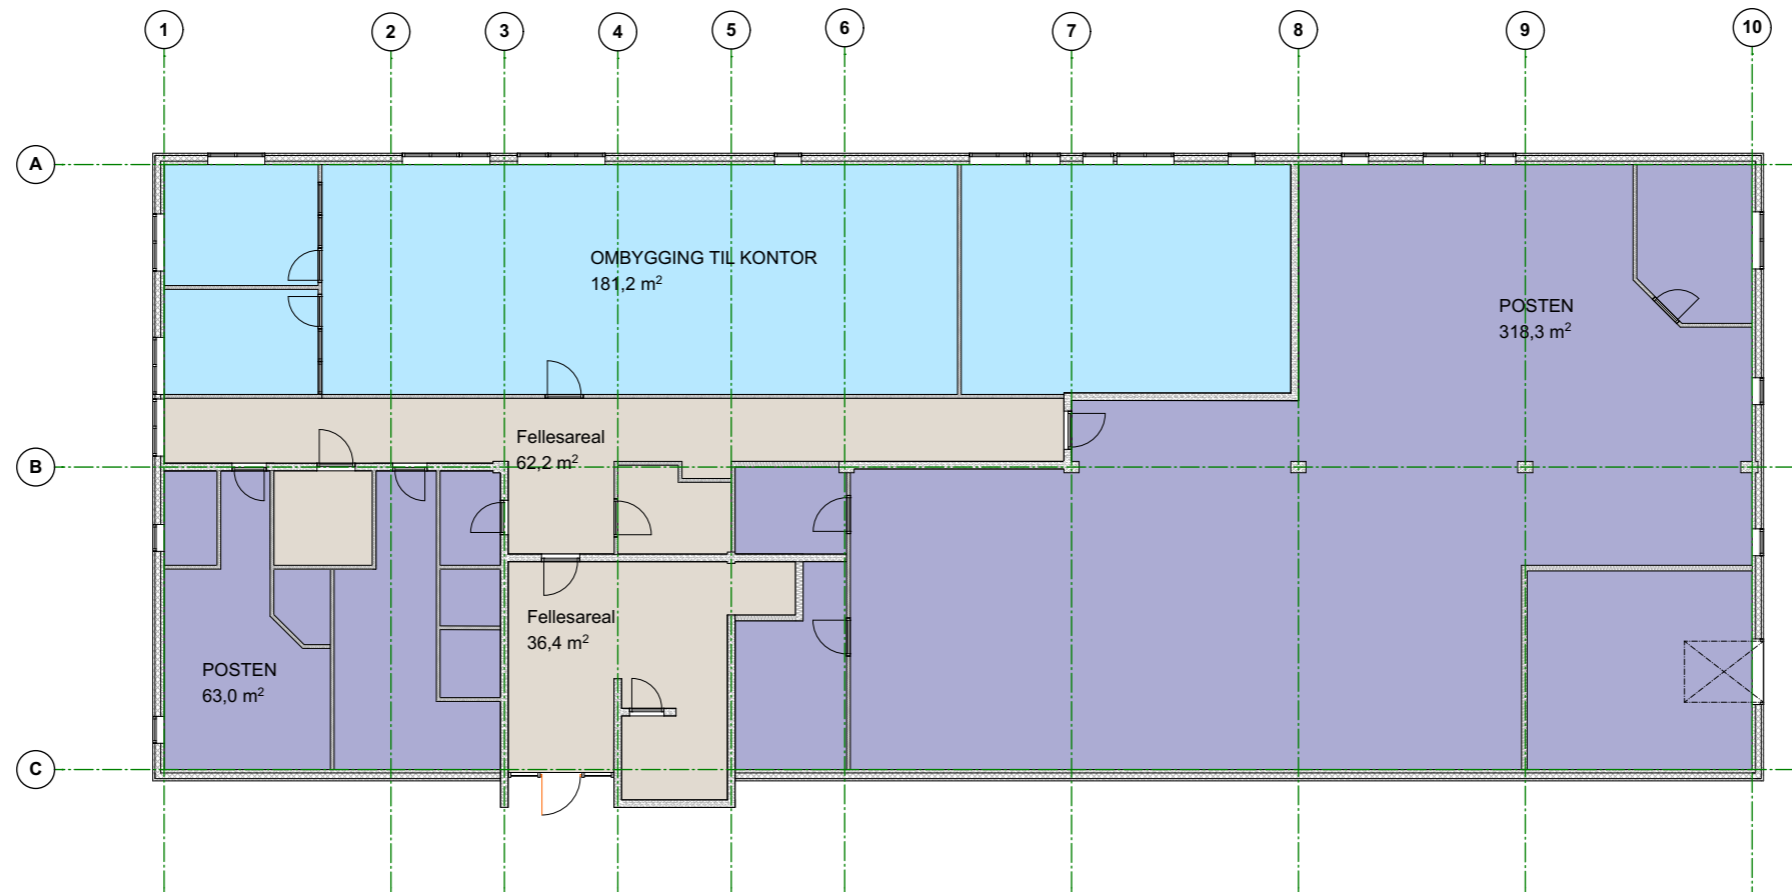 1
2
3
4
5
6
7
8
9
10
A
OMBYGGING TIL KONTOR
181,2 m²
POSTEN
318,3 m²
Fellesareal
62,2 m²
B
Fellesareal
36,4 m²
POSTEN
63,0 m²
C